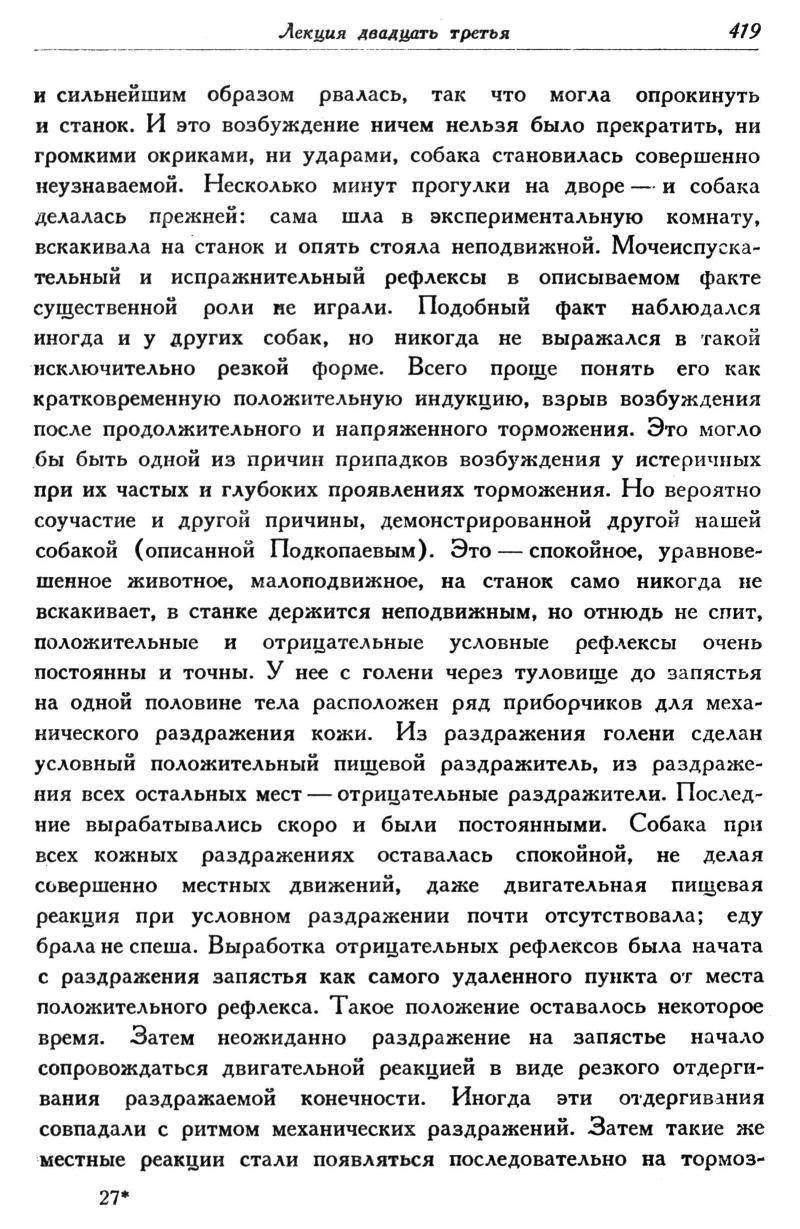 Лекция двадцать третья 419
и сильнейшим образом рвалась, так что могла опрокинуть
и станок. И это возбуждение ничем нельзя было прекратить, ни
громкими окриками, ни ударами, собака становилась совершенно
неузнаваемой. Несколько минут прогулки на дворе — и собака
делалась прежней: сама шла в экспериментальную комнату,
вскакивала на станок и опять стояла неподвижной. Мочеиспуска-
тельный и испражнительный рефлексы в описываемом факте
существенной роли не играли. Подобный факт наблюдался
иногда и у других собак, но никогда не выражался в такой
исключительно резкой форме. Всего проще понять его как
кратковременную положительную индукцию, взрыв возбуждения
после продолжительного и напряженного торможения. Это могло
бы быть одной из причин припадков возбуждения у истеричных
при их частых и глубоких проявлениях торможения. Но вероятно
соучастие и другой причины, демонстрированной другой нашей
собакой (описанной Подкопаевым). Это — спокойное, уравнове-
шенное животное, малоподвижное, на станок само никогда не
вскакивает, в станке держится неподвижным, но отнюдь не спит,
положительные и отрицательные условные рефлексы очень
постоянны и точны. У нее с голени через туловище до запястья
на одной половине тела расположен ряд приборчиков для меха-
нического раздражения кожи. Из раздражения голени сделан
условный положительный пищевой раздражитель, из раздраже-
ния всех остальных мест — отрицательные раздражители. Послед-
ние вырабатывались скоро и были постоянными. Собака при
всех кожных раздражениях оставалась спокойной, не делая
совершенно местных движений, даже двигательная пищевая
реакция при условном раздражении почти отсутствовала; еду
брала не спеша. Выработка отрицательных рефлексов была начата
с раздражения запястья как самого удаленного пункта от места
положительного рефлекса. Такое положение оставалось некоторое
время. Затем неожиданно раздражение на запястье начало
сопровождаться двигательной реакцией в виде резкого отдерги-
вания раздражаемой конечности. Иногда эти отдергивания
совпадали с ритмом механических раздражений. Затем такие же
местные реакции стали появляться последовательно на тормоз-
27*